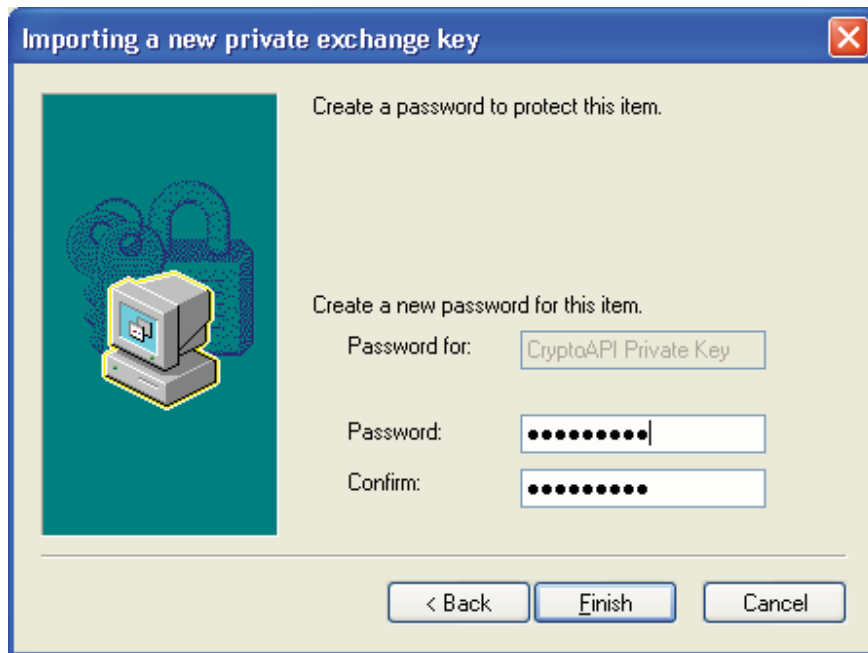 Importing a new private exchange key
Create a password to protect this item.
Create a new password for this item.
Password for: CryptoAPI Private Key
Password: ●●●●●●●●●
Confirm: ●●●●●●●●●
< Back Finish Cancel